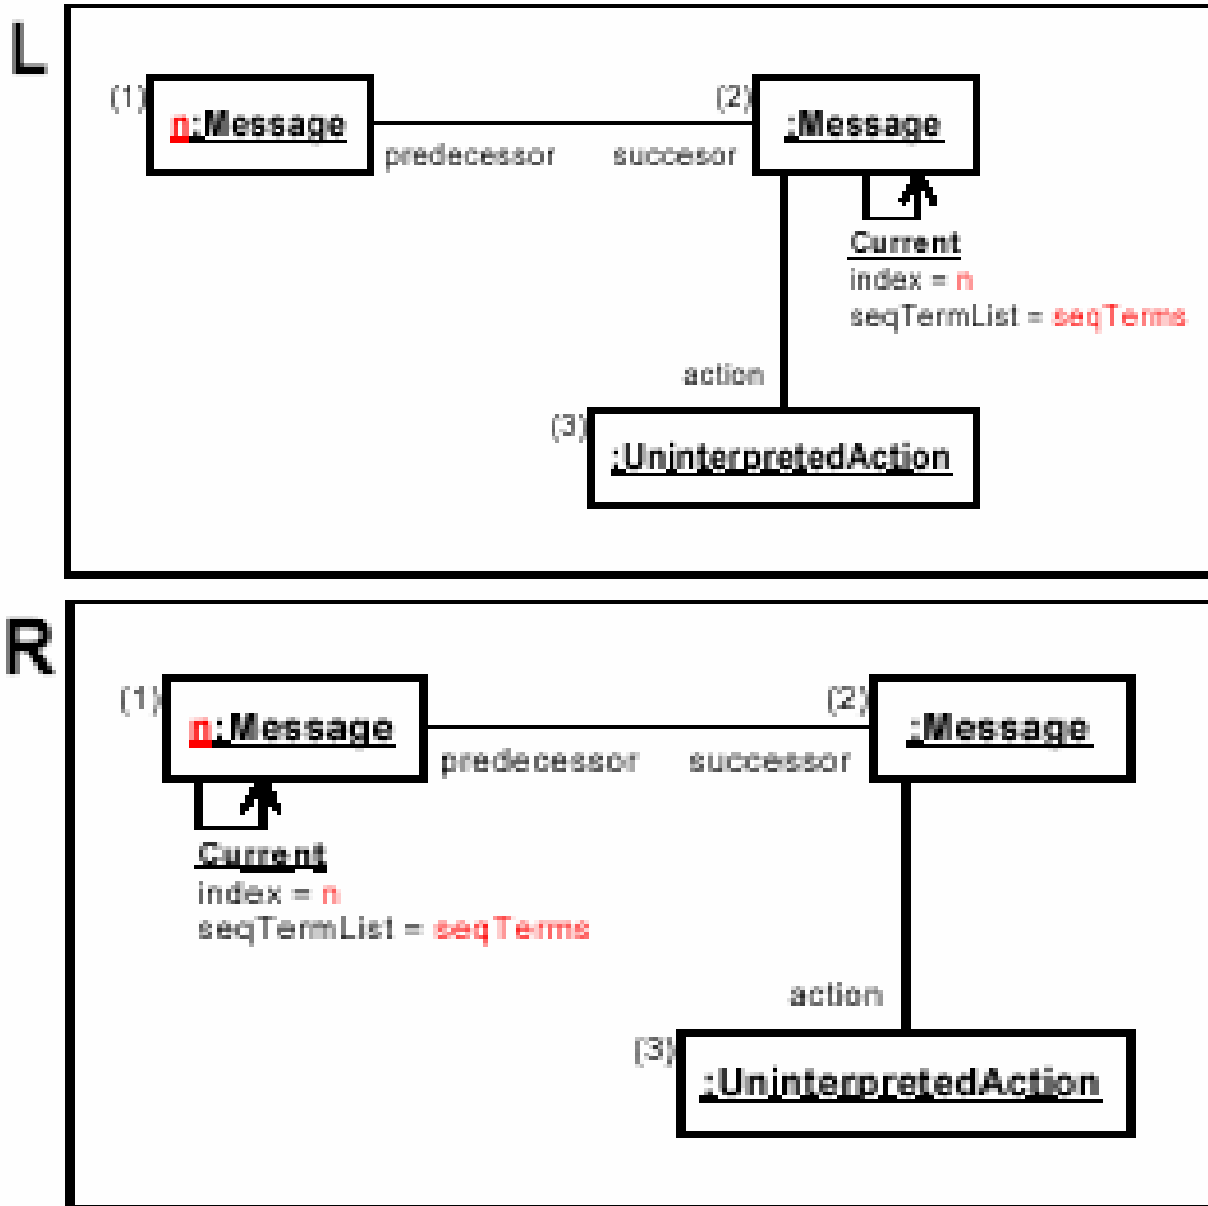 L
(1)
n:Message
(2)
:Message
predecessor
succesor
Current
index = n
seqTermList = seqTerms
action
(3)
:UninterpretedAction
R
(1)
n:Message
(2)
:Message
predecessor
successor
Current
index = n
seqTermList = seqTerms
action
(3)
:UninterpretedAction